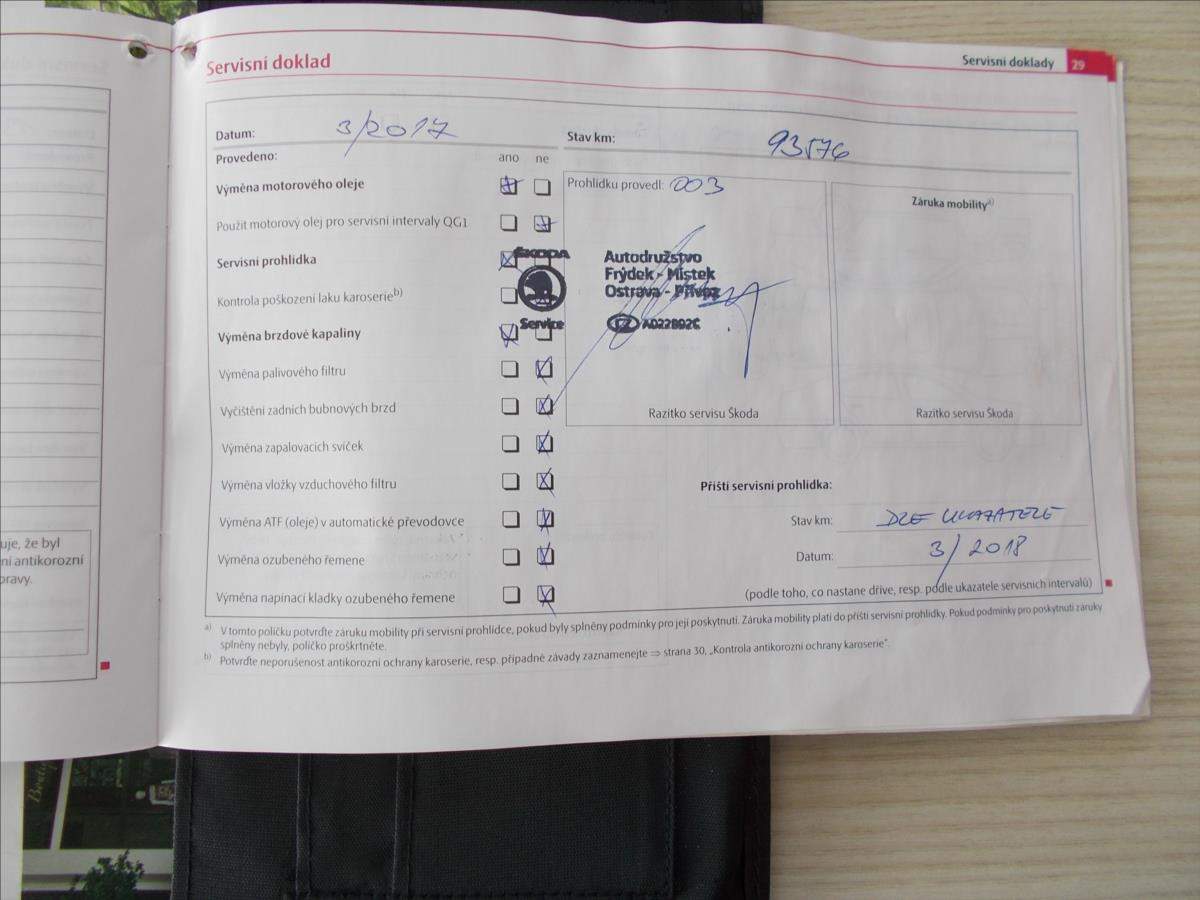 Servisní doklad
Servisní doklady 29
Datum: 3/2017
Stav km: 93576
Provedeno: ano ne
Výměna motorového oleje
Použit motorový olej pro servisní intervaly QG1
Servisní prohlídka
Kontrola poškození laku karoserie b)
Výměna brzdové kapaliny
Výměna palivového filtru
Vyčištění zadních bubnových brzd
Výměna zapalovacích svíček
Výměna vložky vzduchového filtru
Výměna ATF (oleje) v automatické převodovce
Výměna ozubeného řemene
Výměna napínací kladky ozubeného řemene
Prohlídku provedl: 003
ŠKODA
Service
Autodružstvo
Frýdek - Místek
Ostrava - Přívoz
CZ A022B92C
Razítko servisu Škoda
Záruka mobility a)
Razítko servisu Škoda
Příští servisní prohlídka:
Stav km: DLE UKAZATELE
Datum: 3/2018
(podle toho, co nastane dříve, resp. podle ukazatele servisních intervalů)
a) V tomto políčku potvrďte záruku mobility při servisní prohlídce, pokud byly splněny podmínky pro její poskytnutí. Záruka mobility platí do příští servisní prohlídky. Pokud podmínky pro poskytnutí záruky
splněny nebyly, políčko proškrtněte.
b) Potvrďte neporušenost antikorozní ochrany karoserie, resp. případné závady zaznamenejte ⇒ strana 30, „Kontrola antikorozní ochrany karoserie“.
uje, že byl
ní antikorozní
pravy.